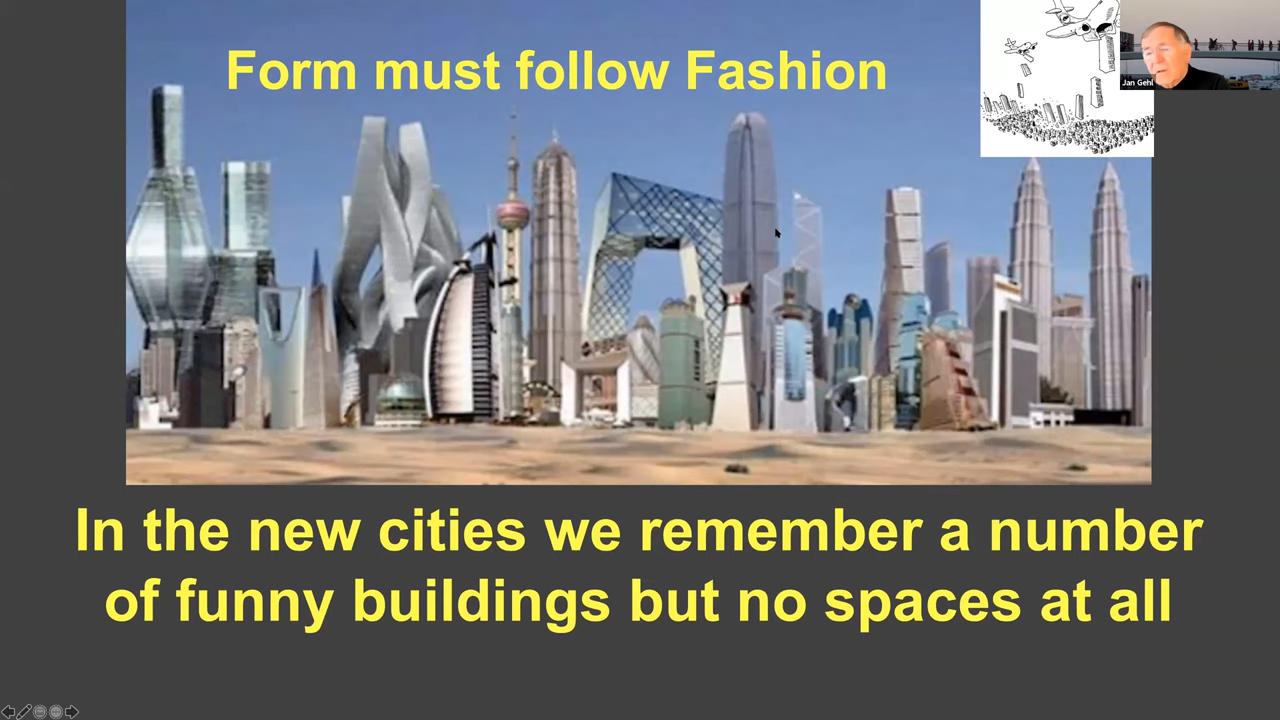 Form must follow Fashion
Jan Gehl
In the new cities we remember a number
of funny buildings but no spaces at all